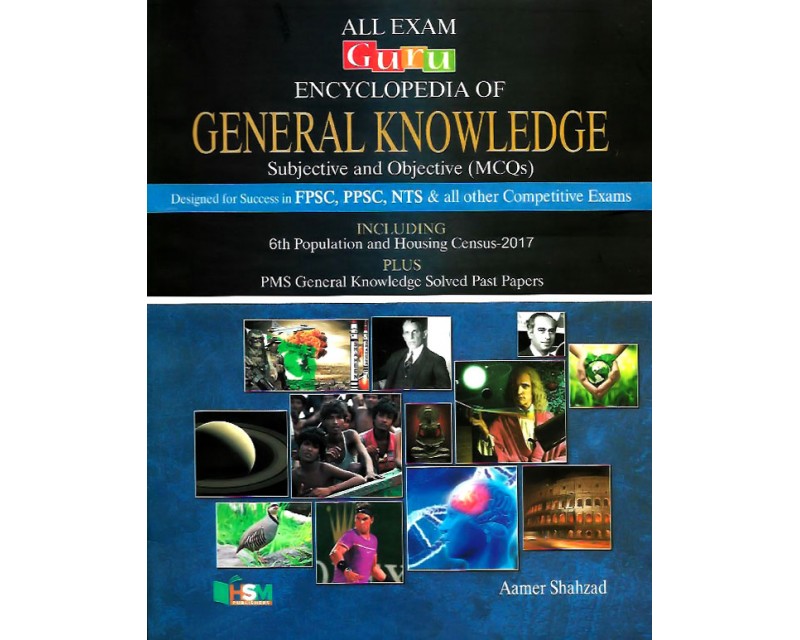 ALL EXAM
Guru
ENCYCLOPEDIA OF
GENERAL KNOWLEDGE
Subjective and Objective (MCQs)
Designed for Success in FPSC, PPSC, NTS & all other Competitive Exams
INCLUDING
6th Population and Housing Census-2017
PLUS
PMS General Knowledge Solved Past Papers
HSM
PUBLISHERS
Aamer Shahzad